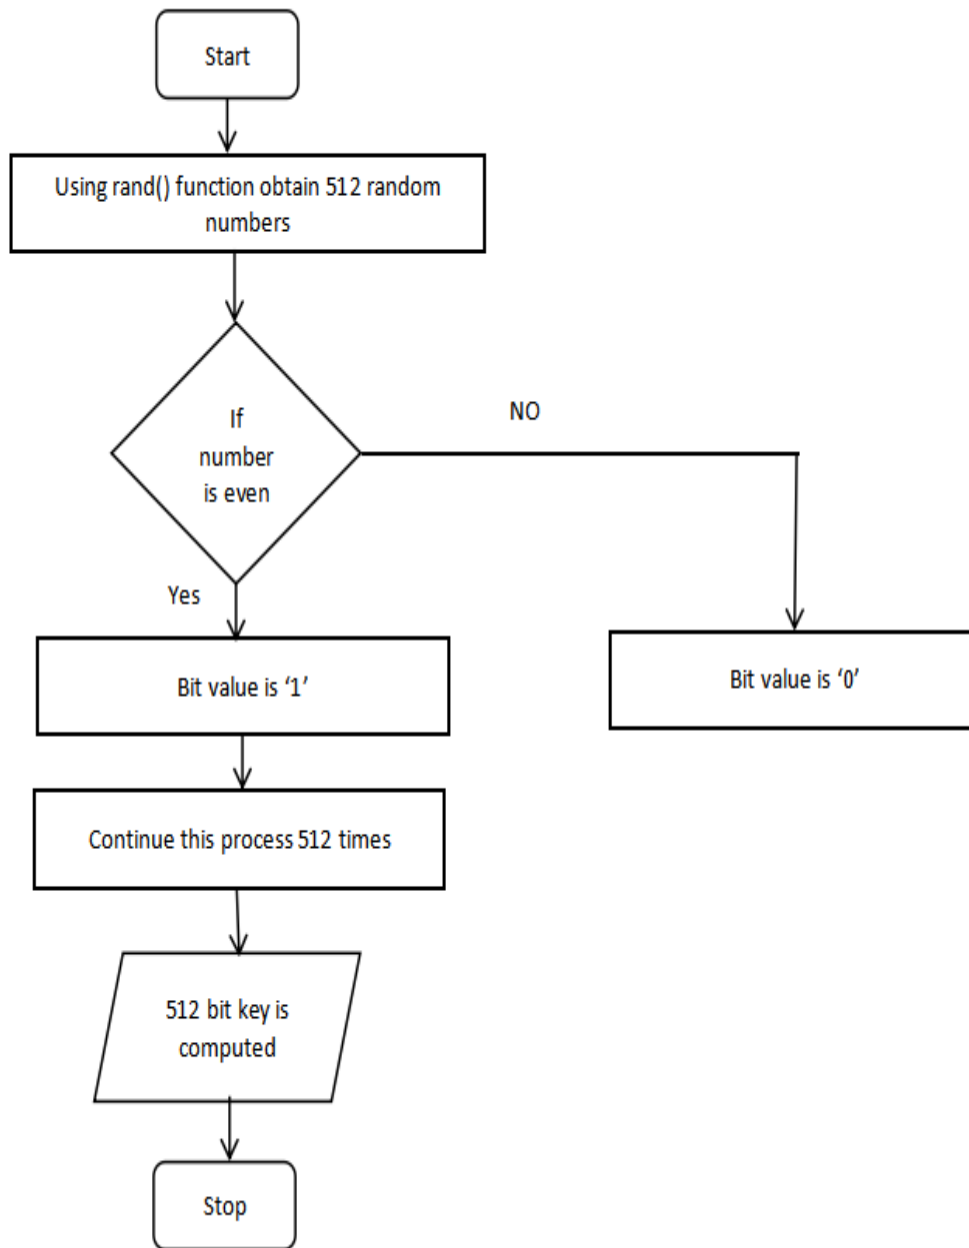 Start
Using rand() function obtain 512 random
numbers
If
number
is even
NO
Yes
Bit value is ‘1’
Bit value is ‘0’
Continue this process 512 times
512 bit key is
computed
Stop